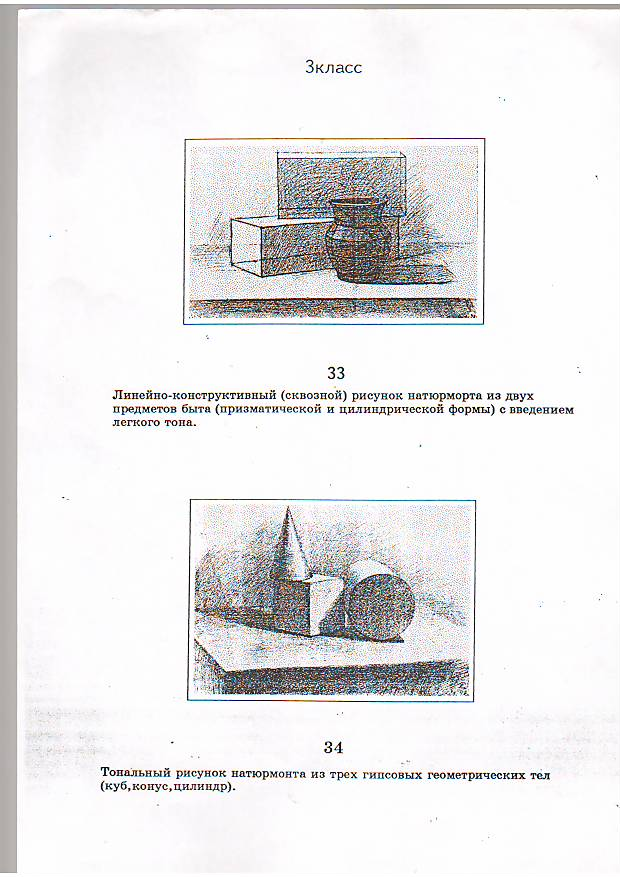 3класс
33
Линейно-конструктивный (сквозной) рисунок натюрморта из двух
предметов быта (призматической и цилиндрической формы) с введением
легкого тона.
34
Тональный рисунок натюрмонта из трех гипсовых геометрических тел
(куб,конус,цилиндр).